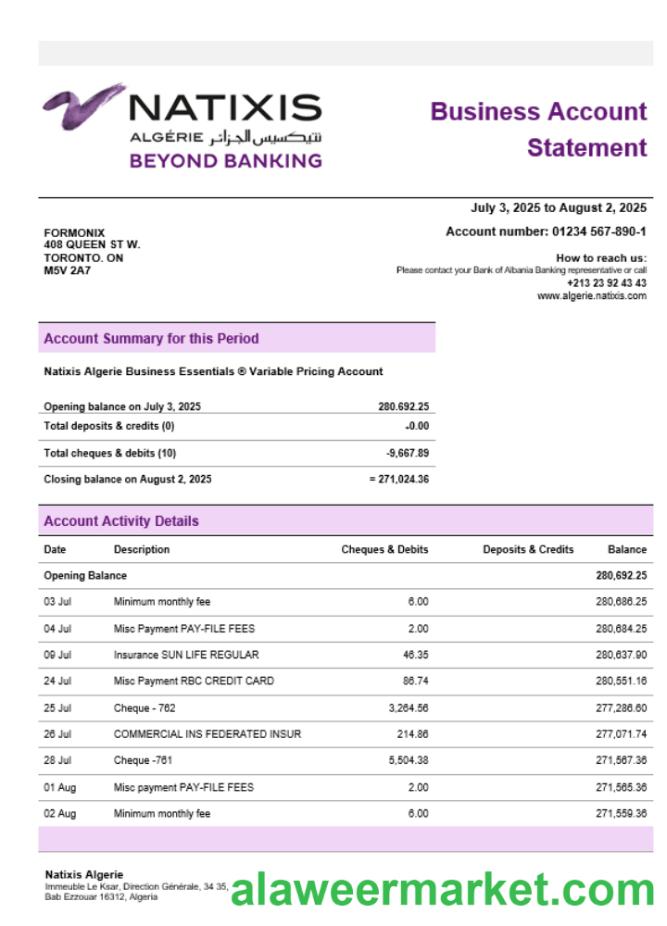 NATIXIS
ALGÉRIE نتيكسيس الجزائر
BEYOND BANKING
Business Account
Statement
July 3, 2025 to August 2, 2025
Account number: 01234 567-890-1
FORMONIX
408 QUEEN ST W.
TORONTO. ON
M5V 2A7
How to reach us:
Please contact your Bank of Albania Banking representative or call
+213 23 92 43 43
www.algerie.natixis.com
Account Summary for this Period
Natixis Algerie Business Essentials ® Variable Pricing Account
Opening balance on July 3, 2025 280.692.25
Total deposits & credits (0) -0.00
Total cheques & debits (10) -9,667.89
Closing balance on August 2, 2025 = 271,024.36
Account Activity Details
Date Description Cheques & Debits Deposits & Credits Balance
Opening Balance 280,692.25
03 Jul Minimum monthly fee 6.00 280,686.25
04 Jul Misc Payment PAY-FILE FEES 2.00 280,684.25
09 Jul Insurance SUN LIFE REGULAR 46.35 280,637.90
24 Jul Misc Payment RBC CREDIT CARD 86.74 280,551.16
25 Jul Cheque - 762 3,264.56 277,286.60
26 Jul COMMERCIAL INS FEDERATED INSUR 214.86 277,071.74
28 Jul Cheque -761 5,504.38 271,567.36
01 Aug Misc payment PAY-FILE FEES 2.00 271,565.36
02 Aug Minimum monthly fee 6.00 271,559.36
Natixis Algerie
Immeuble Le Ksar, Direction Générale, 34 35,
Bab Ezzouar 16312, Algeria
alaweermarket.com